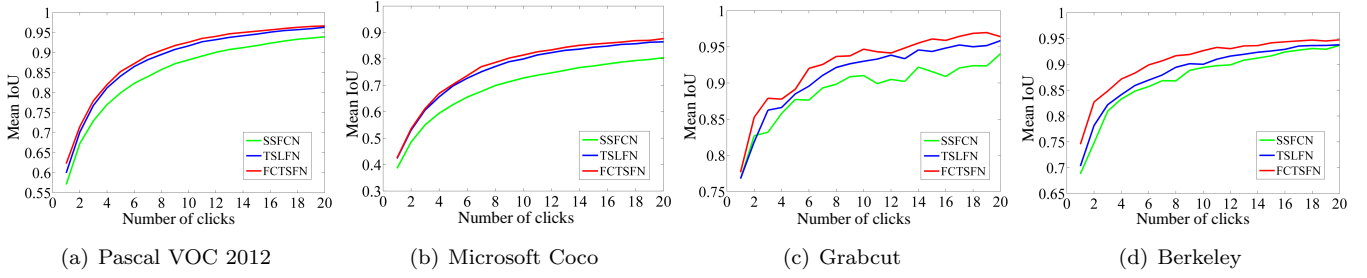 1
0.95
0.9
0.85
0.8
0.75
0.7
0.65
0.6
0.55
Mean IoU
0 2 4 6 8 10 12 14 16 18 20
Number of clicks
SSFCN
TSLFN
FCTSFN
(a) Pascal VOC 2012
1
0.9
0.8
0.7
0.6
0.5
0.4
0.3
Mean IoU
0 2 4 6 8 10 12 14 16 18 20
Number of clicks
SSFCN
TSLFN
FCTSFN
(b) Microsoft Coco
1
0.95
0.9
0.85
0.8
0.75
Mean IoU
0 2 4 6 8 10 12 14 16 18 20
Number of clicks
SSFCN
TSLFN
FCTSFN
(c) Grabcut
1
0.95
0.9
0.85
0.8
0.75
0.7
0.65
Mean IoU
0 2 4 6 8 10 12 14 16 18 20
Number of clicks
SSFCN
TSLFN
FCTSFN
(d) Berkeley